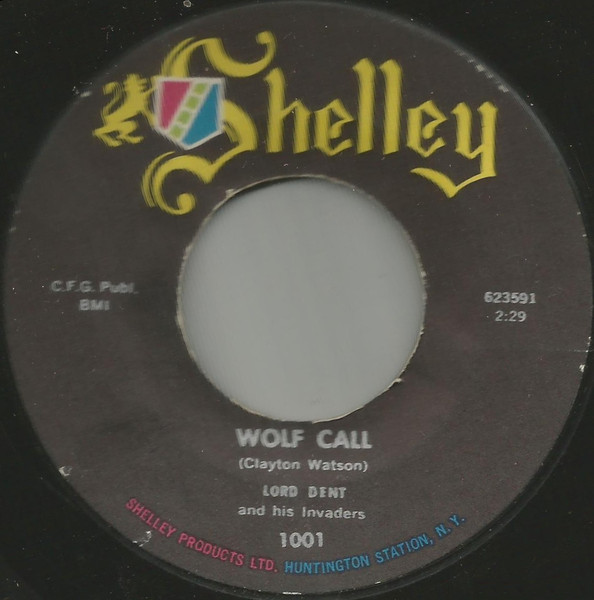 Shelley
C.F.G. Publ.
BMI
623591
2:29
WOLF CALL
(Clayton Watson)
LORD DENT
and his Invaders
1001
SHELLEY PRODUCTS LTD. HUNTINGTON STATION, N.Y.